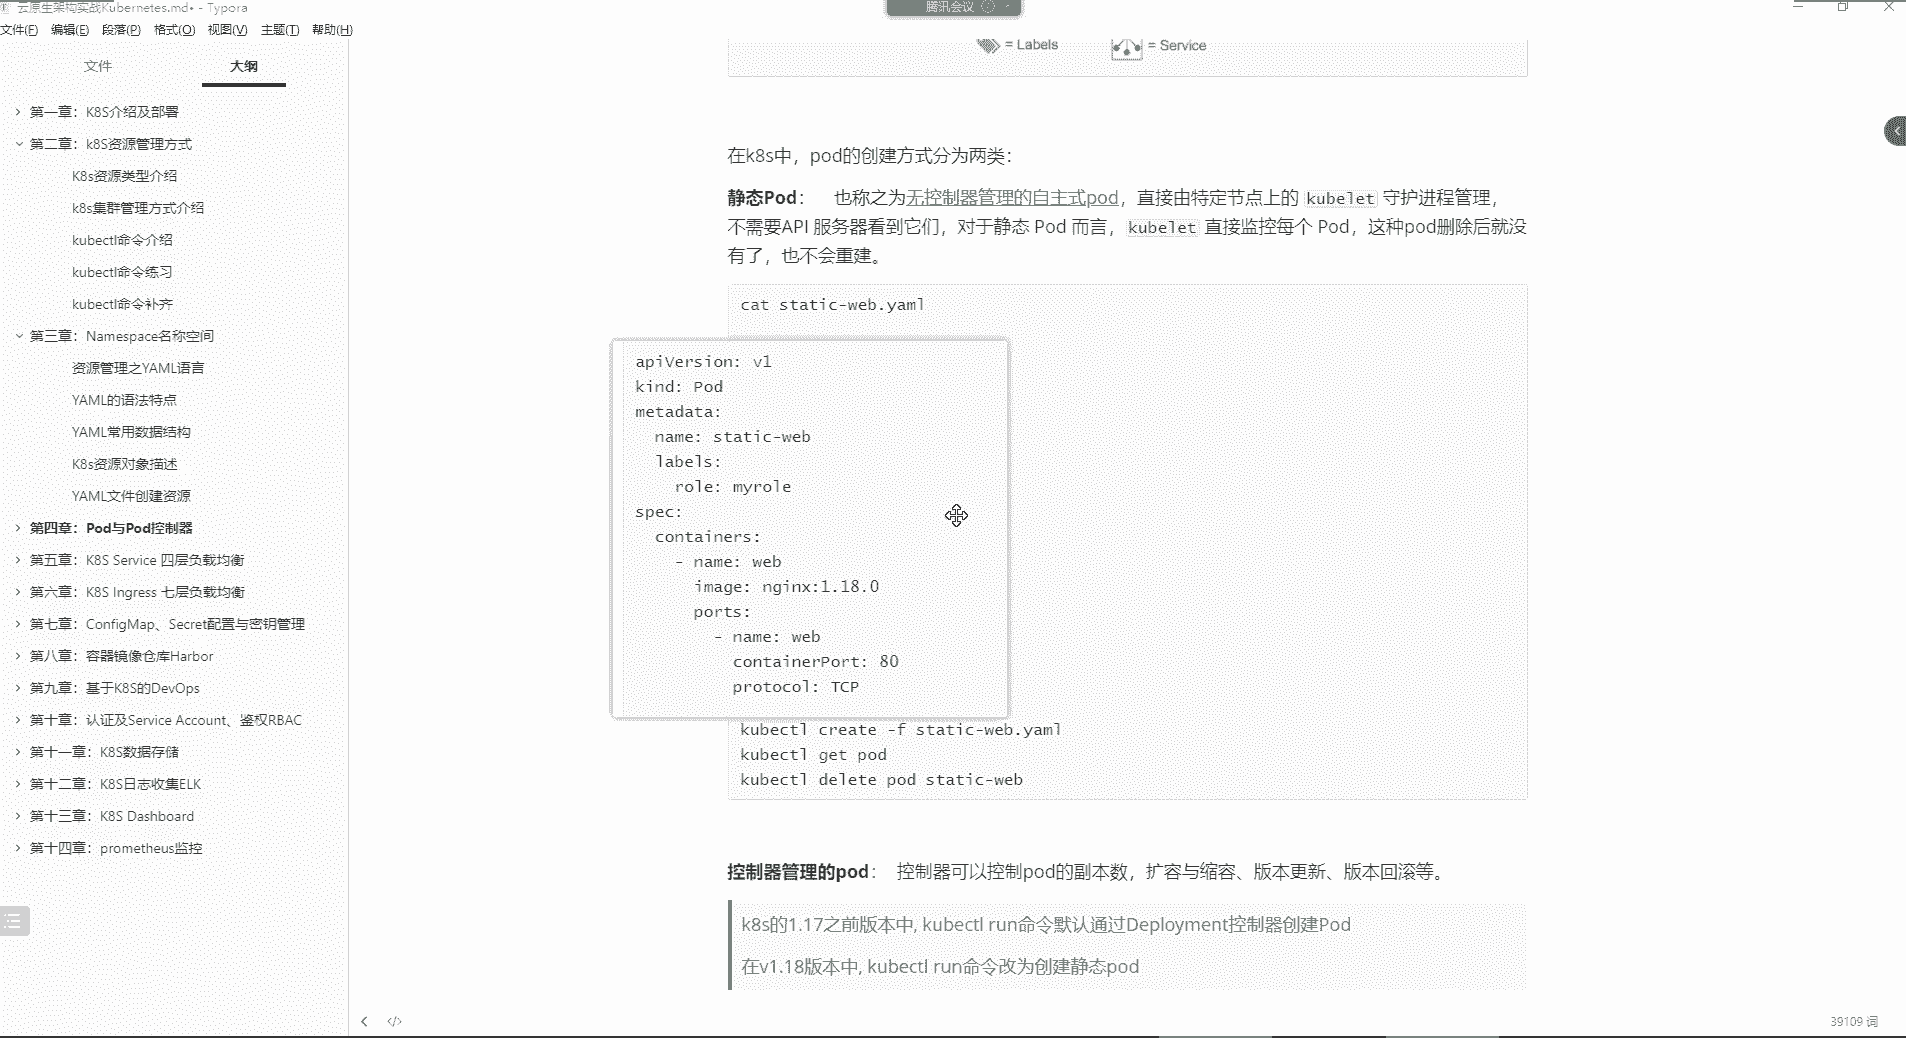 云原生架构实战Kubernetes.md• - Typora
腾讯会议
文件(F) 编辑(E) 段落(P) 格式(O) 视图(V) 主题(T) 帮助(H)
文件 大纲
第一章：K8S介绍及部署
第二章：k8S资源管理方式
K8s资源类型介绍
k8s集群管理方式介绍
kubectl命令介绍
kubectl命令练习
kubectl命令补齐
第三章：Namespace名称空间
资源管理之YAML语言
YAML的语法特点
YAML常用数据结构
K8s资源对象描述
YAML文件创建资源
第四章：Pod与Pod控制器
第五章：K8S Service 四层负载均衡
第六章：K8S Ingress 七层负载均衡
第七章：ConfigMap、Secret配置与密钥管理
第八章：容器镜像仓库Harbor
第九章：基于K8S的DevOps
第十章：认证及Service Account、鉴权RBAC
第十一章：K8S数据存储
第十二章：K8S日志收集ELK
第十三章：K8S Dashboard
第十四章：prometheus监控
= Labels = Service
在k8s中，pod的创建方式分为两类：
静态Pod： 也称之为无控制器管理的自主式pod，直接由特定节点上的 kubelet 守护进程管理，
不需要API 服务器看到它们，对于静态 Pod 而言，kubelet 直接监控每个 Pod，这种pod删除后就没
有了，也不会重建。
cat static-web.yaml
apiVersion: v1
kind: Pod
metadata:
  name: static-web
  labels:
    role: myrole
spec:
  containers:
    - name: web
      image: nginx:1.18.0
      ports:
        - name: web
          containerPort: 80
          protocol: TCP
kubectl create -f static-web.yaml
kubectl get pod
kubectl delete pod static-web
控制器管理的pod： 控制器可以控制pod的副本数，扩容与缩容、版本更新、版本回滚等。
k8s的1.17之前版本中, kubectl run命令默认通过Deployment控制器创建Pod
在v1.18版本中, kubectl run命令改为创建静态pod
39109 词